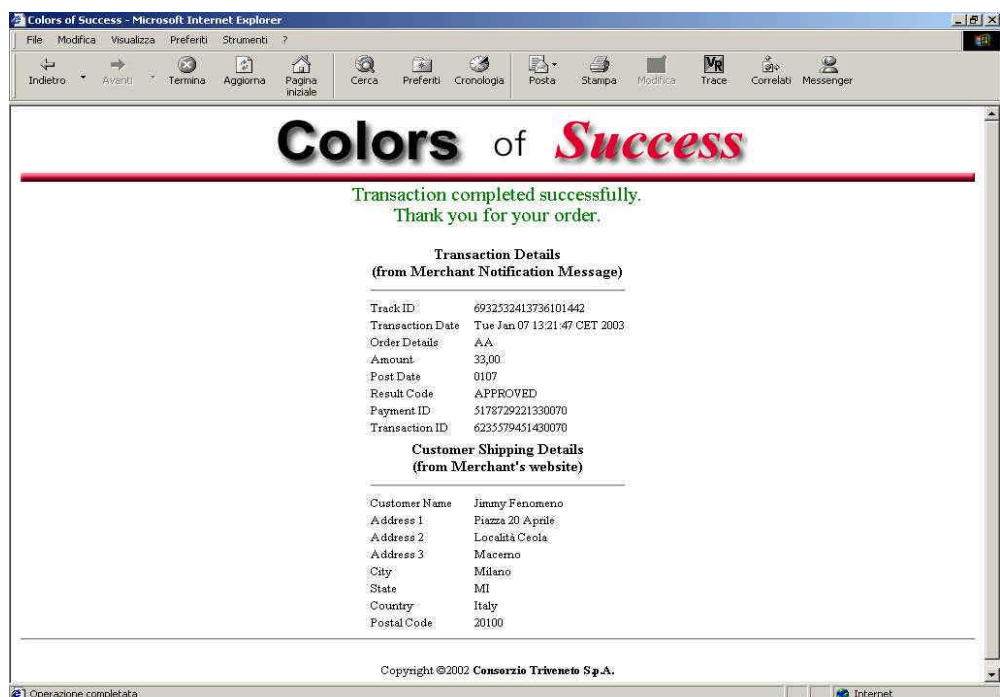 Colors of Success - Microsoft Internet Explorer
File Modifica Visualizza Preferiti Strumenti ?
Indietro Avanti Termina Aggiorna Pagina iniziale Cerca Preferiti Cronologia Posta Stampa Modifica Trace Correlati Messenger
Colors of Success
Transaction completed successfully.
Thank you for your order.
Transaction Details
(from Merchant Notification Message)
Track ID 6932532413736101442
Transaction Date Tue Jan 07 13:21:47 CET 2003
Order Details AA
Amount 33,00
Post Date 0107
Result Code APPROVED
Payment ID 5178729221330070
Transaction ID 6235579451430070
Customer Shipping Details
(from Merchant's website)
Customer Name Jimmy Fenomeno
Address 1 Piazza 20 Aprile
Address 2 Località Ceola
Address 3 Macerno
City Milano
State MI
Country Italy
Postal Code 20100
Copyright ©2002 Consorzio Triveneto S.p.A.
Operazione completata Internet